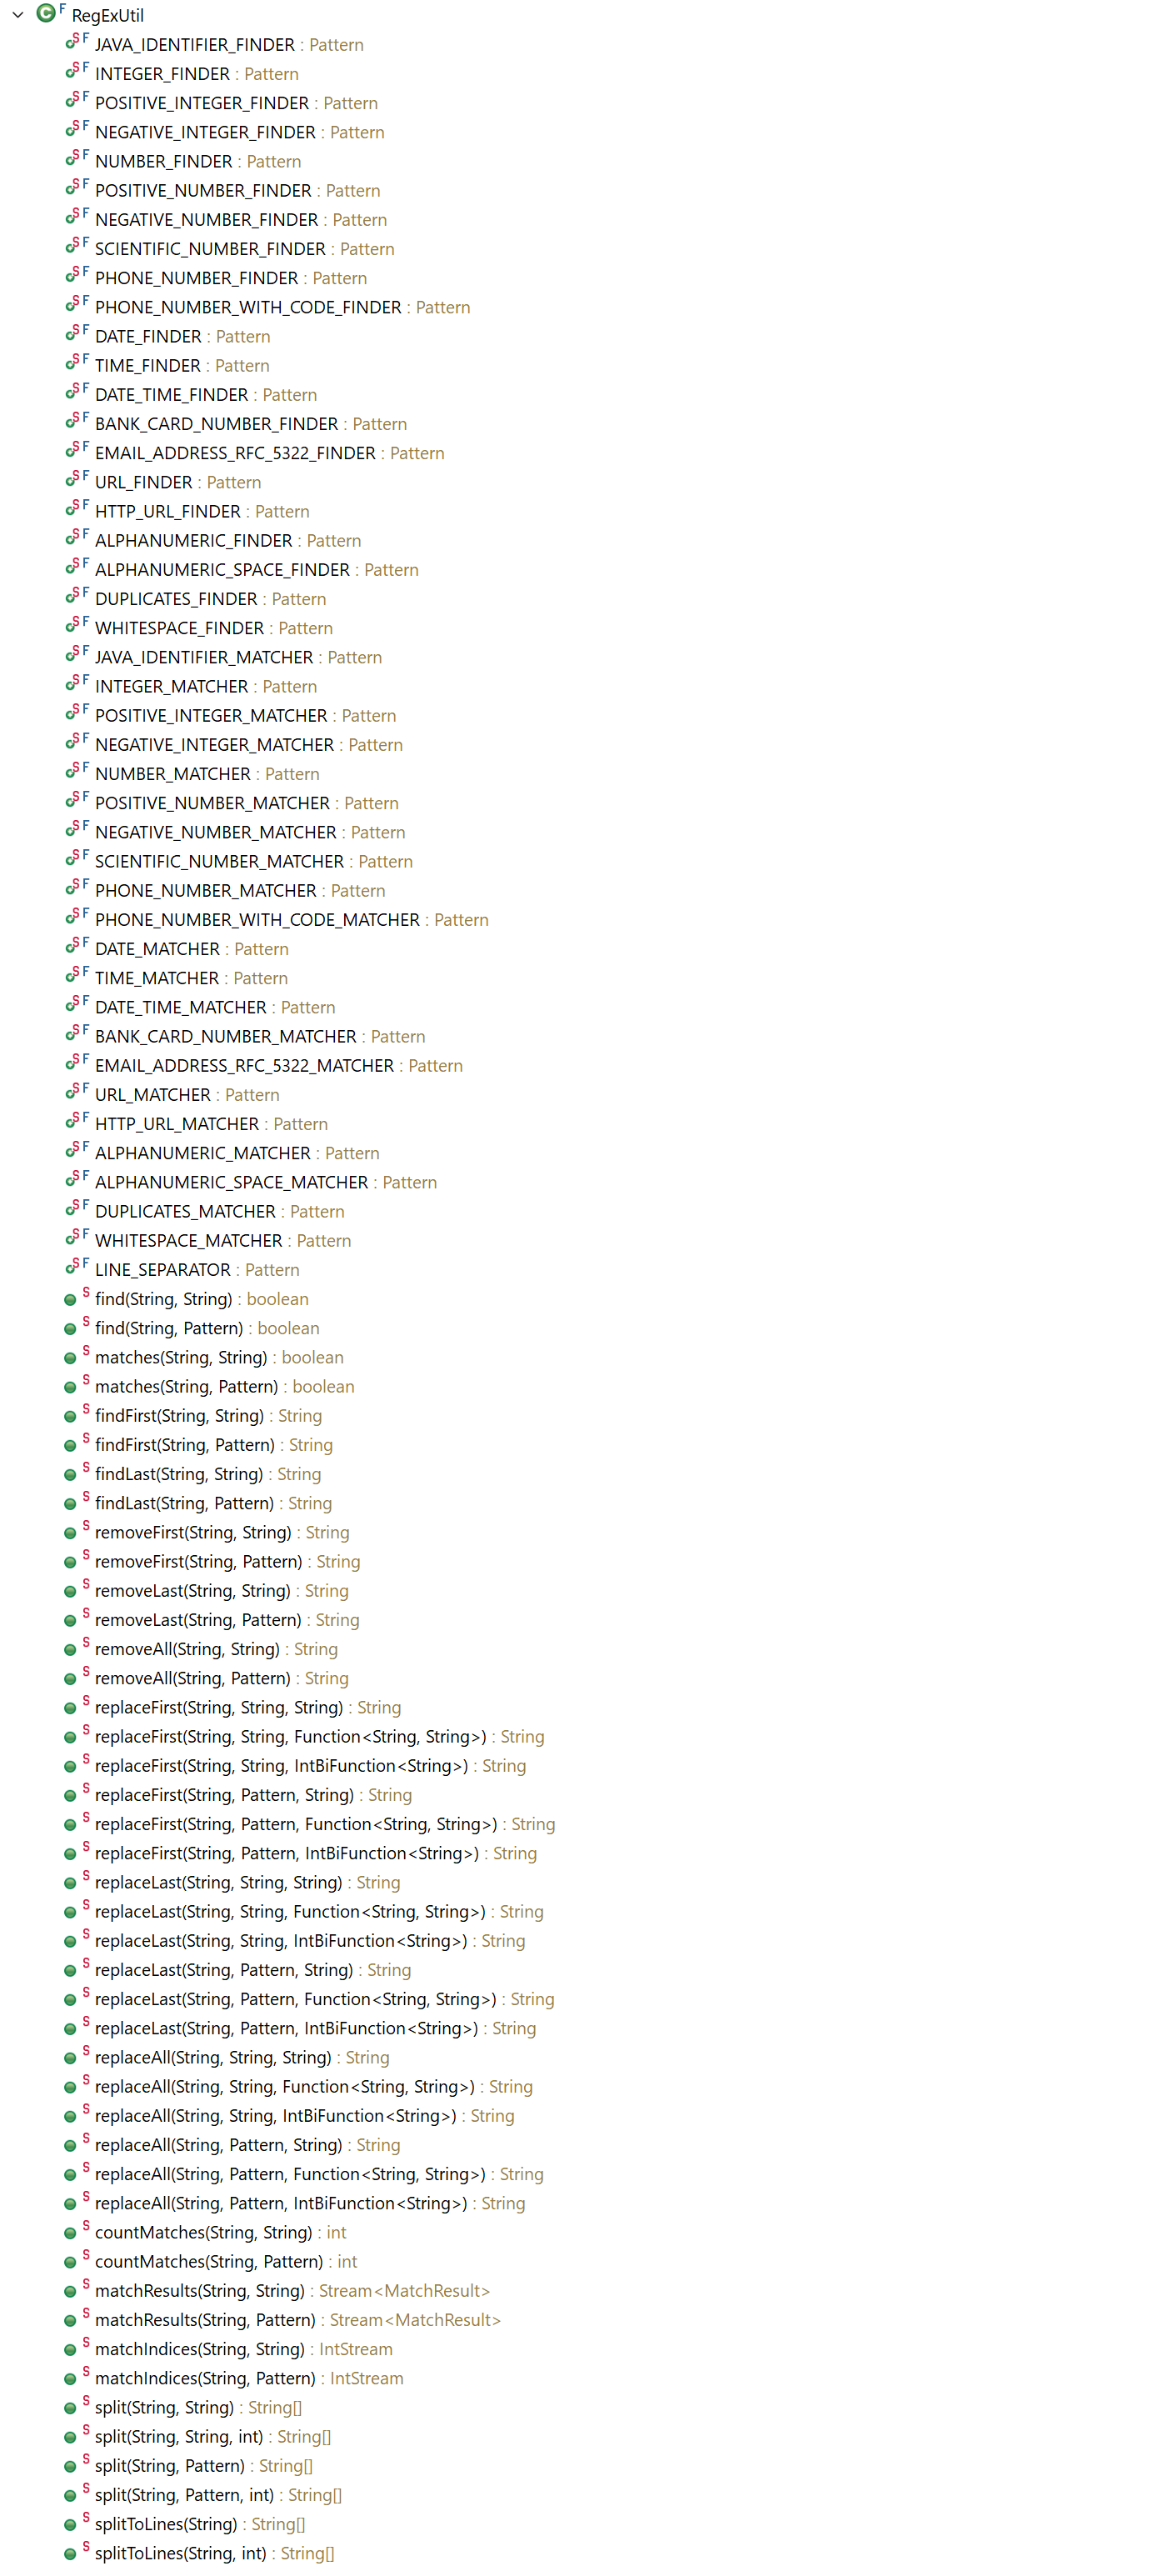 RegExUtil
JAVA_IDENTIFIER_FINDER : Pattern
INTEGER_FINDER : Pattern
POSITIVE_INTEGER_FINDER : Pattern
NEGATIVE_INTEGER_FINDER : Pattern
NUMBER_FINDER : Pattern
POSITIVE_NUMBER_FINDER : Pattern
NEGATIVE_NUMBER_FINDER : Pattern
SCIENTIFIC_NUMBER_FINDER : Pattern
PHONE_NUMBER_FINDER : Pattern
PHONE_NUMBER_WITH_CODE_FINDER : Pattern
DATE_FINDER : Pattern
TIME_FINDER : Pattern
DATE_TIME_FINDER : Pattern
BANK_CARD_NUMBER_FINDER : Pattern
EMAIL_ADDRESS_RFC_5322_FINDER : Pattern
URL_FINDER : Pattern
HTTP_URL_FINDER : Pattern
ALPHANUMERIC_FINDER : Pattern
ALPHANUMERIC_SPACE_FINDER : Pattern
DUPLICATES_FINDER : Pattern
WHITESPACE_FINDER : Pattern
JAVA_IDENTIFIER_MATCHER : Pattern
INTEGER_MATCHER : Pattern
POSITIVE_INTEGER_MATCHER : Pattern
NEGATIVE_INTEGER_MATCHER : Pattern
NUMBER_MATCHER : Pattern
POSITIVE_NUMBER_MATCHER : Pattern
NEGATIVE_NUMBER_MATCHER : Pattern
SCIENTIFIC_NUMBER_MATCHER : Pattern
PHONE_NUMBER_MATCHER : Pattern
PHONE_NUMBER_WITH_CODE_MATCHER : Pattern
DATE_MATCHER : Pattern
TIME_MATCHER : Pattern
DATE_TIME_MATCHER : Pattern
BANK_CARD_NUMBER_MATCHER : Pattern
EMAIL_ADDRESS_RFC_5322_MATCHER : Pattern
URL_MATCHER : Pattern
HTTP_URL_MATCHER : Pattern
ALPHANUMERIC_MATCHER : Pattern
ALPHANUMERIC_SPACE_MATCHER : Pattern
DUPLICATES_MATCHER : Pattern
WHITESPACE_MATCHER : Pattern
LINE_SEPARATOR : Pattern
find(String, String) : boolean
find(String, Pattern) : boolean
matches(String, String) : boolean
matches(String, Pattern) : boolean
findFirst(String, String) : String
findFirst(String, Pattern) : String
findLast(String, String) : String
findLast(String, Pattern) : String
removeFirst(String, String) : String
removeFirst(String, Pattern) : String
removeLast(String, String) : String
removeLast(String, Pattern) : String
removeAll(String, String) : String
removeAll(String, Pattern) : String
replaceFirst(String, String, String) : String
replaceFirst(String, String, Function<String, String>) : String
replaceFirst(String, String, IntBiFunction<String>) : String
replaceFirst(String, Pattern, String) : String
replaceFirst(String, Pattern, Function<String, String>) : String
replaceFirst(String, Pattern, IntBiFunction<String>) : String
replaceLast(String, String, String) : String
replaceLast(String, String, Function<String, String>) : String
replaceLast(String, String, IntBiFunction<String>) : String
replaceLast(String, Pattern, String) : String
replaceLast(String, Pattern, Function<String, String>) : String
replaceLast(String, Pattern, IntBiFunction<String>) : String
replaceAll(String, String, String) : String
replaceAll(String, String, Function<String, String>) : String
replaceAll(String, String, IntBiFunction<String>) : String
replaceAll(String, Pattern, String) : String
replaceAll(String, Pattern, Function<String, String>) : String
replaceAll(String, Pattern, IntBiFunction<String>) : String
countMatches(String, String) : int
countMatches(String, Pattern) : int
matchResults(String, String) : Stream<MatchResult>
matchResults(String, Pattern) : Stream<MatchResult>
matchIndices(String, String) : IntStream
matchIndices(String, Pattern) : IntStream
split(String, String) : String[]
split(String, String, int) : String[]
split(String, Pattern) : String[]
split(String, Pattern, int) : String[]
splitToLines(String) : String[]
splitToLines(String, int) : String[]